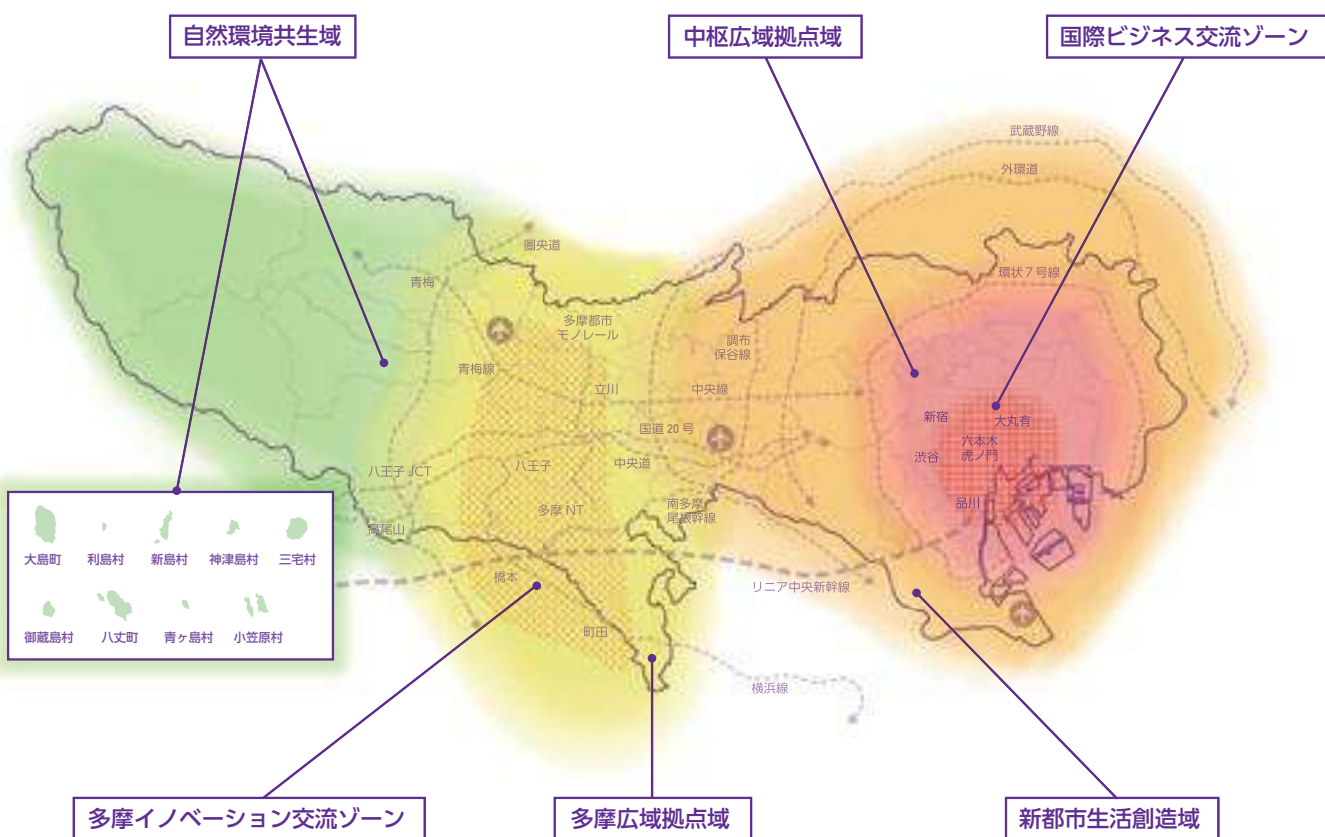 自然環境共生域
中枢広域拠点域
国際ビジネス交流ゾーン
武蔵野線
外環道
圏央道
環状7号線
青梅
多摩都市
モノレール
調布
保谷線
青梅線
立川
中央線
新宿
大丸有
国道 20 号
六本木
虎ノ門
渋谷
八王子 JCT
八王子
中央道
品川
多摩 NT
南多摩
尾根幹線
高尾山
大島町
利島村
新島村
神津島村
三宅村
橋本
リニア中央新幹線
御蔵島村
八丈町
青ヶ島村
小笠原村
町田
横浜線
多摩イノベーション交流ゾーン
多摩広域拠点域
新都市生活創造域